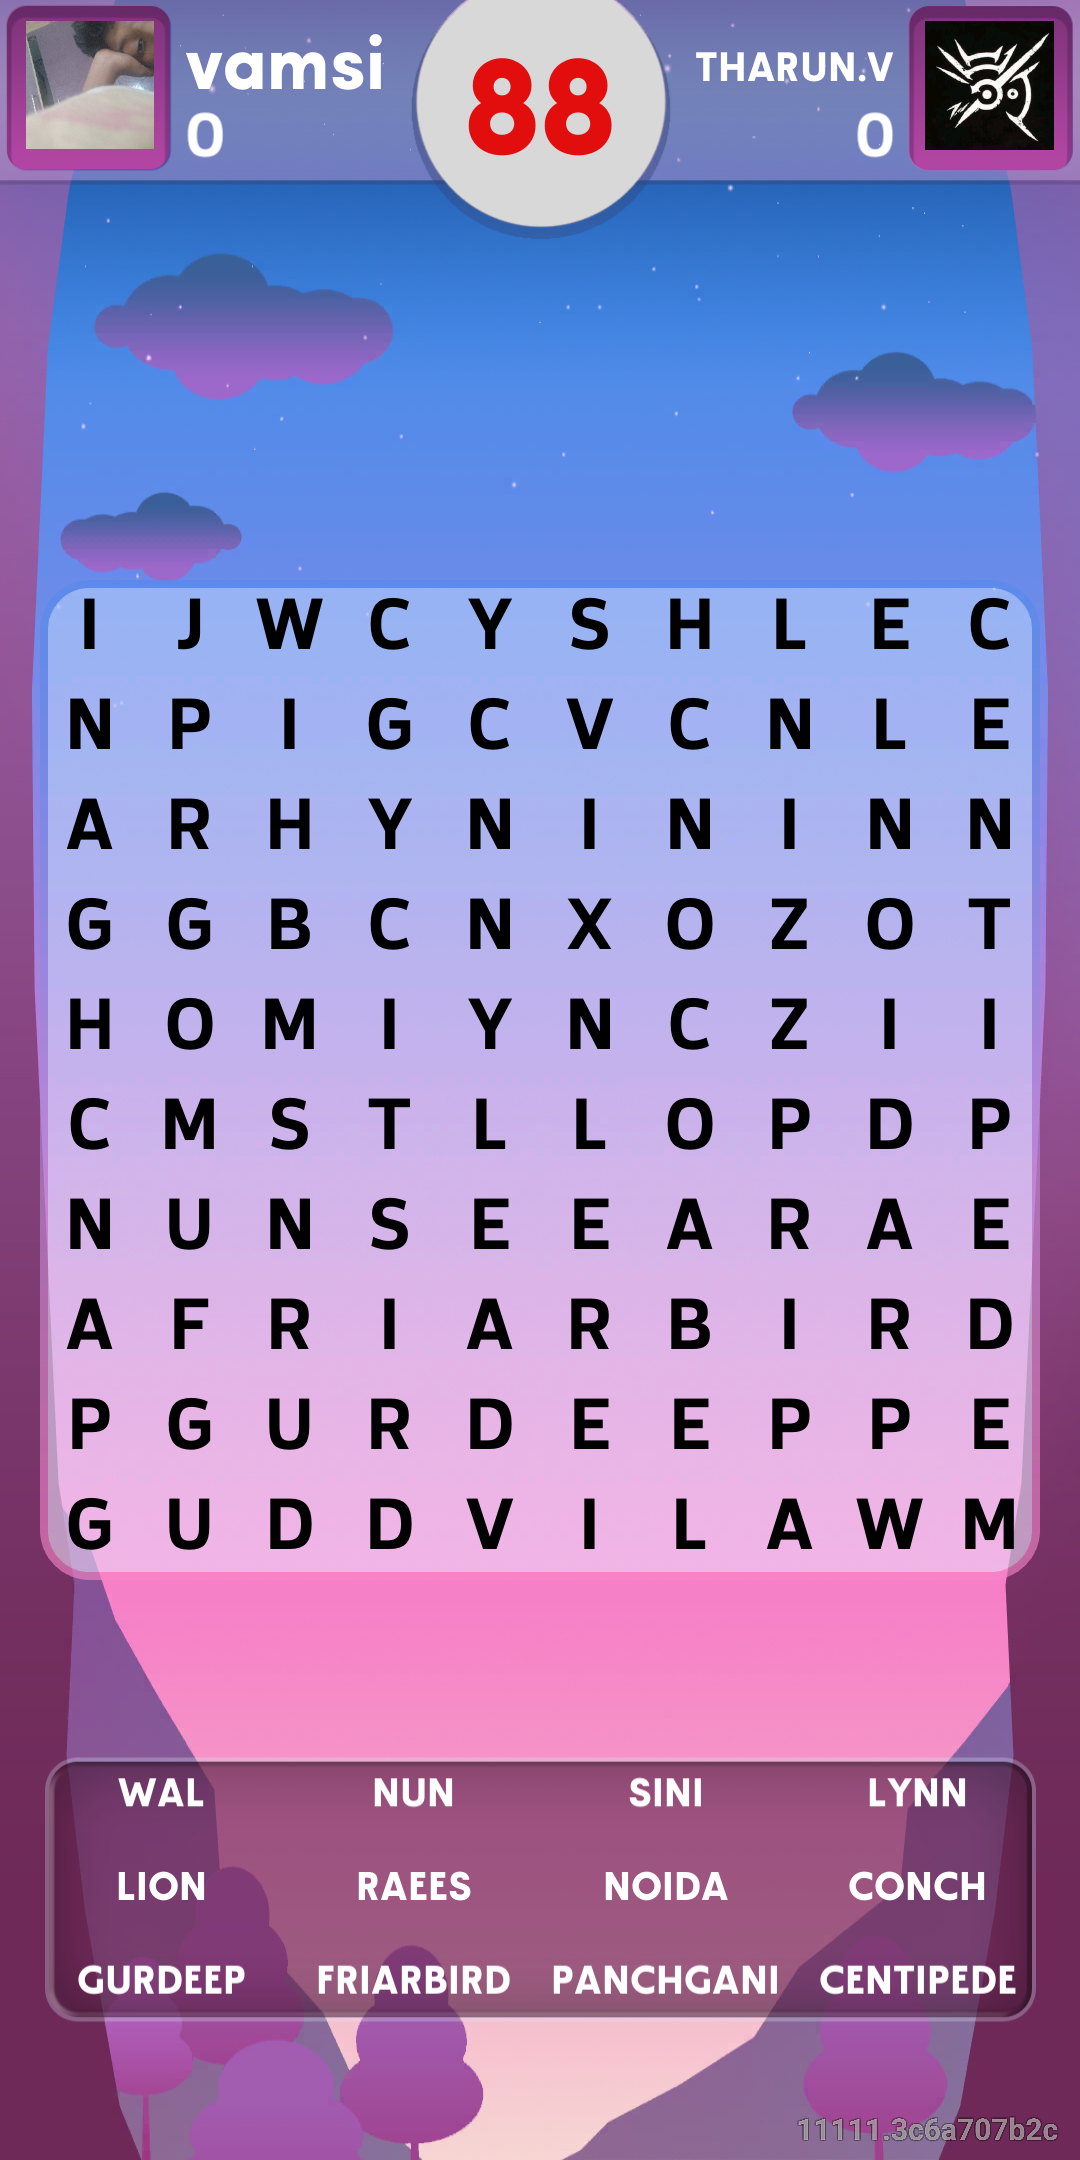 vamsi 88 THARUN.V
0 0
I J W C Y S H L E C
N P I G C V C N L E
A R H Y N I N I N N
G G B C N X O Z O T
H O M I Y N C Z I I
C M S T L L O P D P
N U N S E E A R A E
A F R I A R B I R D
P G U R D E E P P E
G U D D V I L A W M
WAL NUN SINI LYNN
LION RAEES NOIDA CONCH
GURDEEP FRIARBIRD PANCHGANI CENTIPEDE
11111.3c6a707b2c